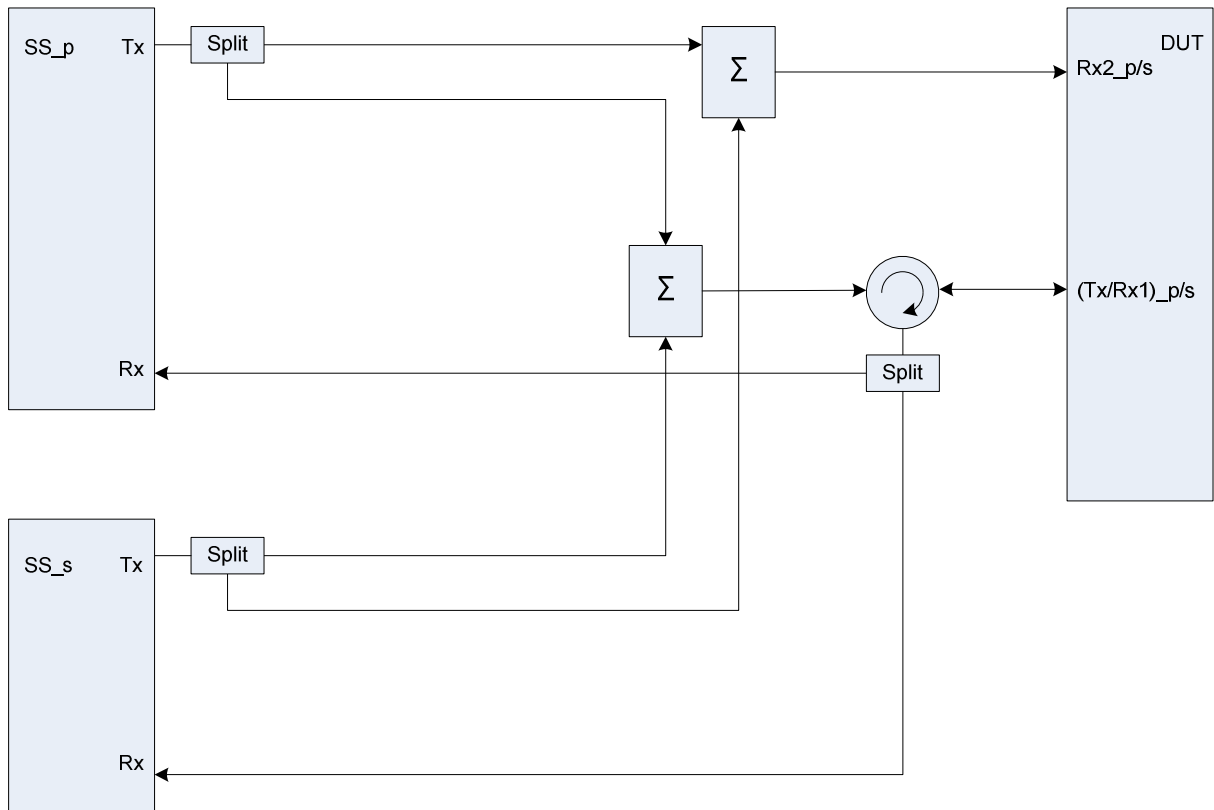 SS_p Tx
Split
Σ
DUT
Rx2_p/s
Σ
(Tx/Rx1)_p/s
Rx
Split
SS_s Tx
Split
Rx